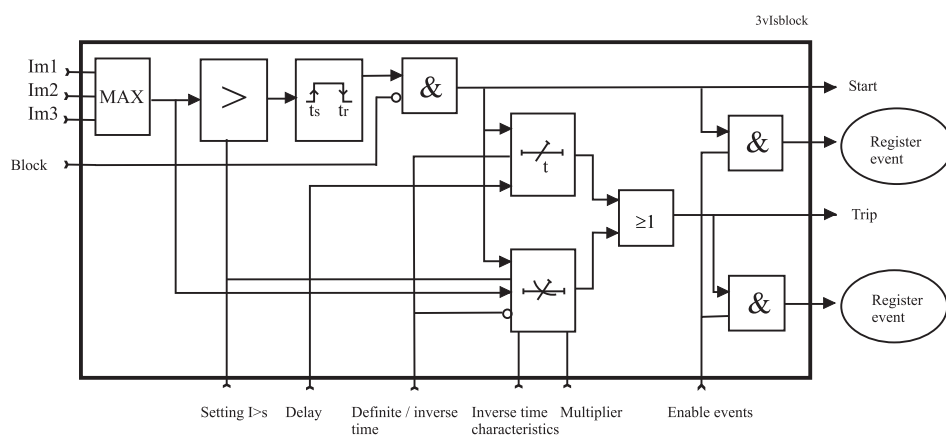 3vIsblock
Im1
Im2
Im3
MAX
>
ts tr
&
Start
Block
t
&
Register
event
≥1
Trip
&
Register
event
Setting I>s
Delay
Definite / inverse
time
Inverse time
characteristics
Multiplier
Enable events